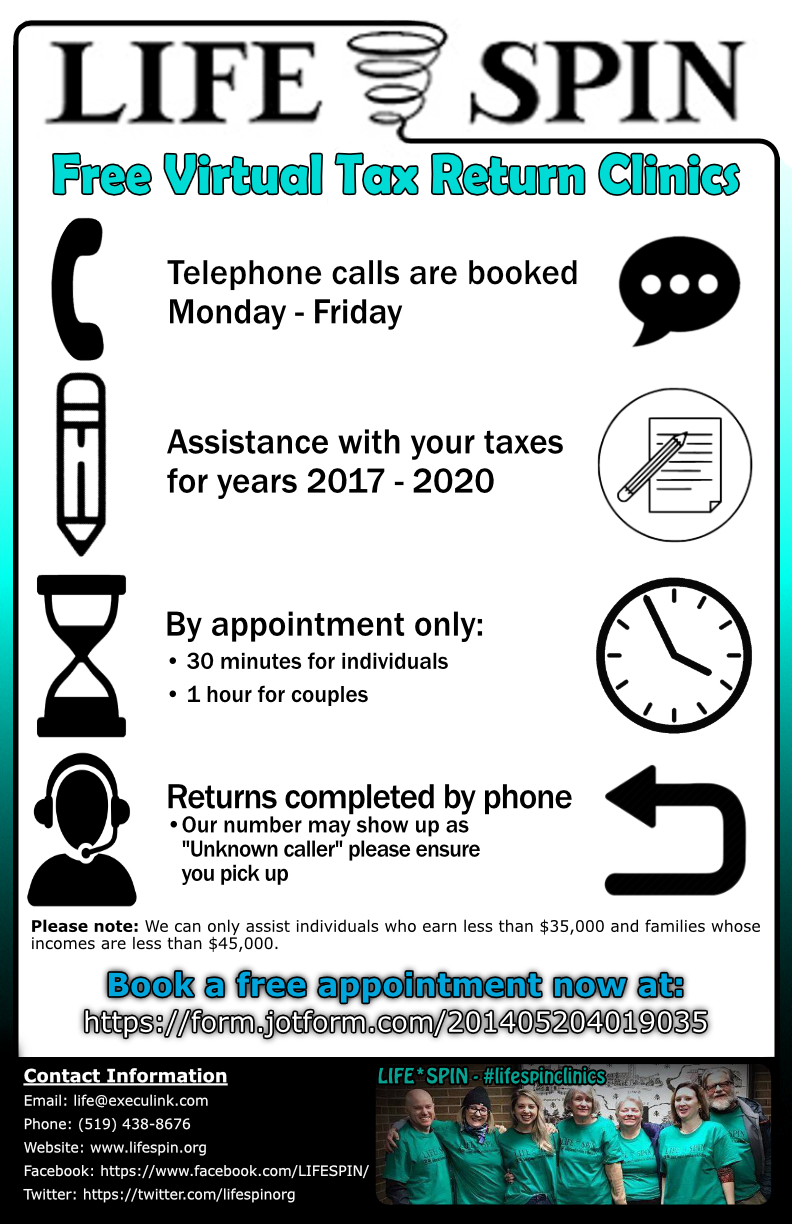 LIFE SPIN
Free Virtual Tax Return Clinics
Telephone calls are booked
Monday - Friday
Assistance with your taxes
for years 2017 - 2020
By appointment only:
• 30 minutes for individuals
• 1 hour for couples
Returns completed by phone
• Our number may show up as
"Unknown caller" please ensure
you pick up
Please note: We can only assist individuals who earn less than $35,000 and families whose
incomes are less than $45,000.
Book a free appointment now at:
https://form.jotform.com/201405204019035
Contact Information
Email: life@execulink.com
Phone: (519) 438-8676
Website: www.lifespin.org
Facebook: https://www.facebook.com/LIFESPIN/
Twitter: https://twitter.com/lifespinorg
LIFE*SPIN - #lifespinclinics